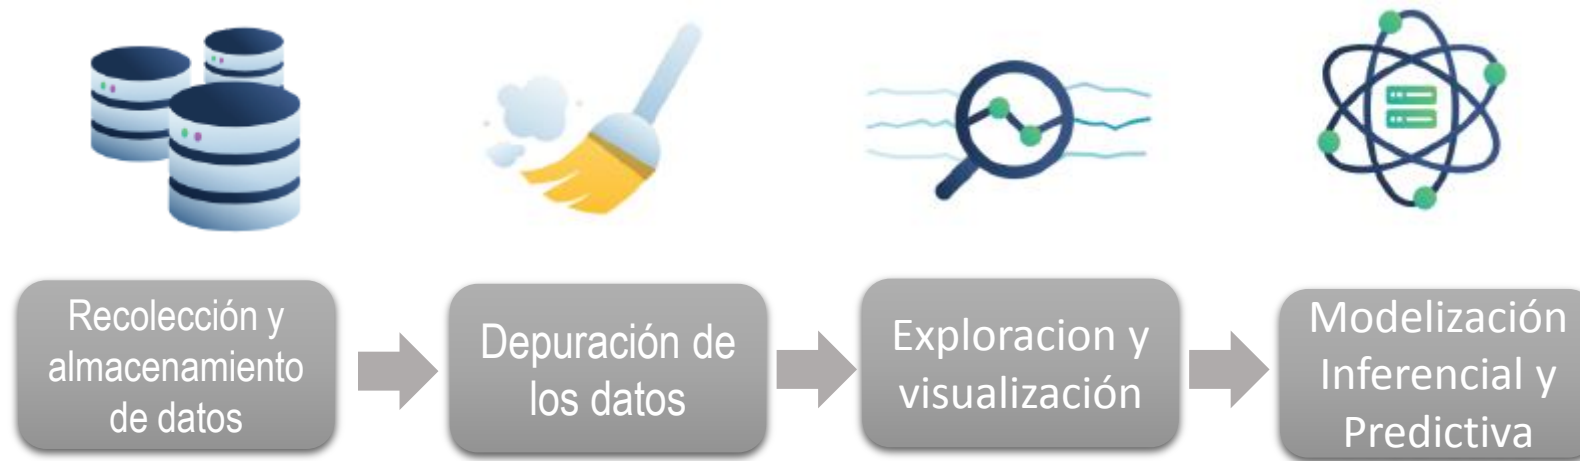 Recolección y
almacenamiento
de datos
Depuración de
los datos
Exploracion y
visualización
Modelización
Inferencial y
Predictiva